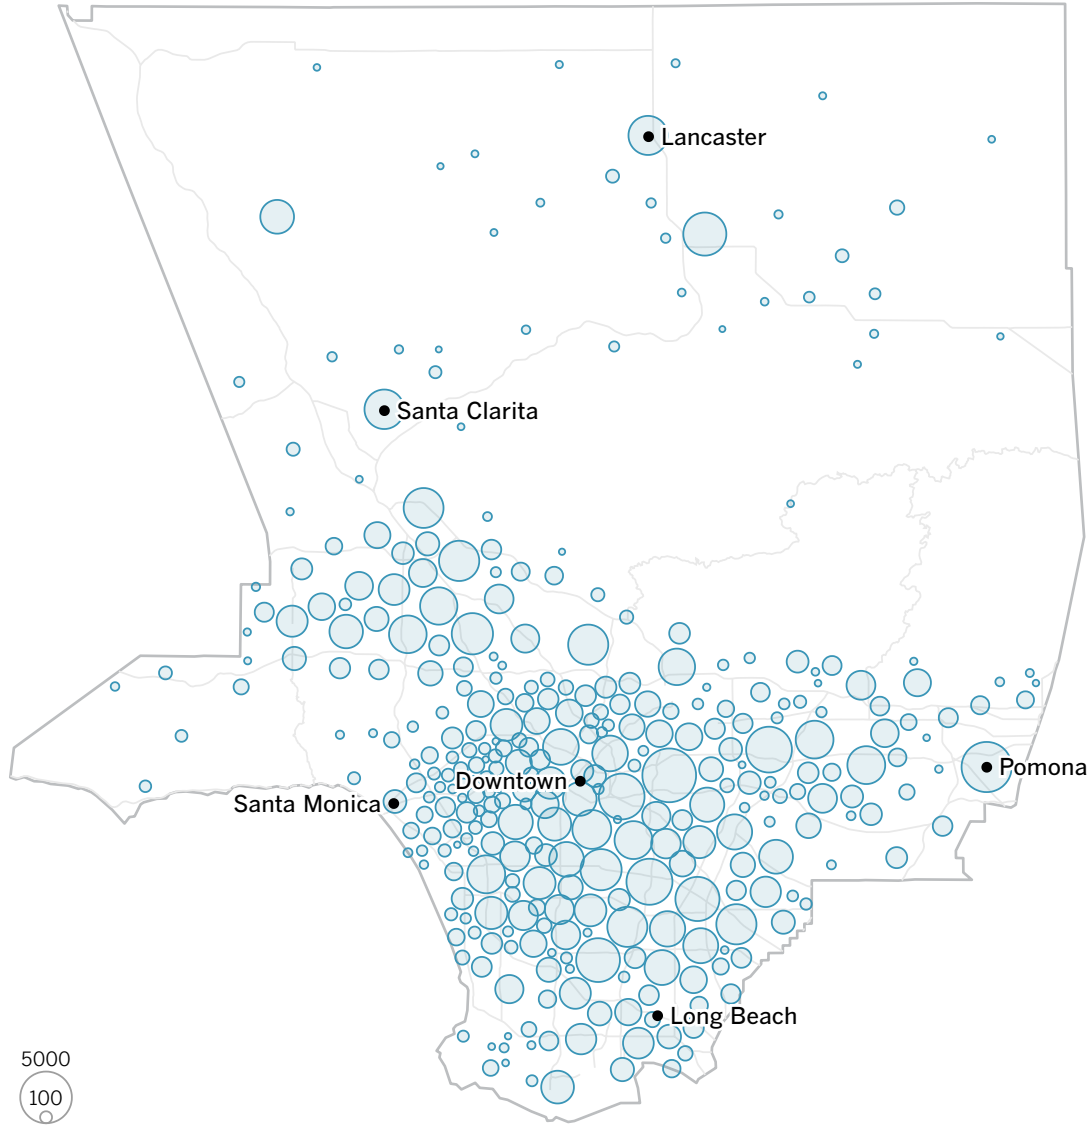 Lancaster
Santa Clarita
Pomona
Downtown
Santa Monica
Long Beach
5000
100